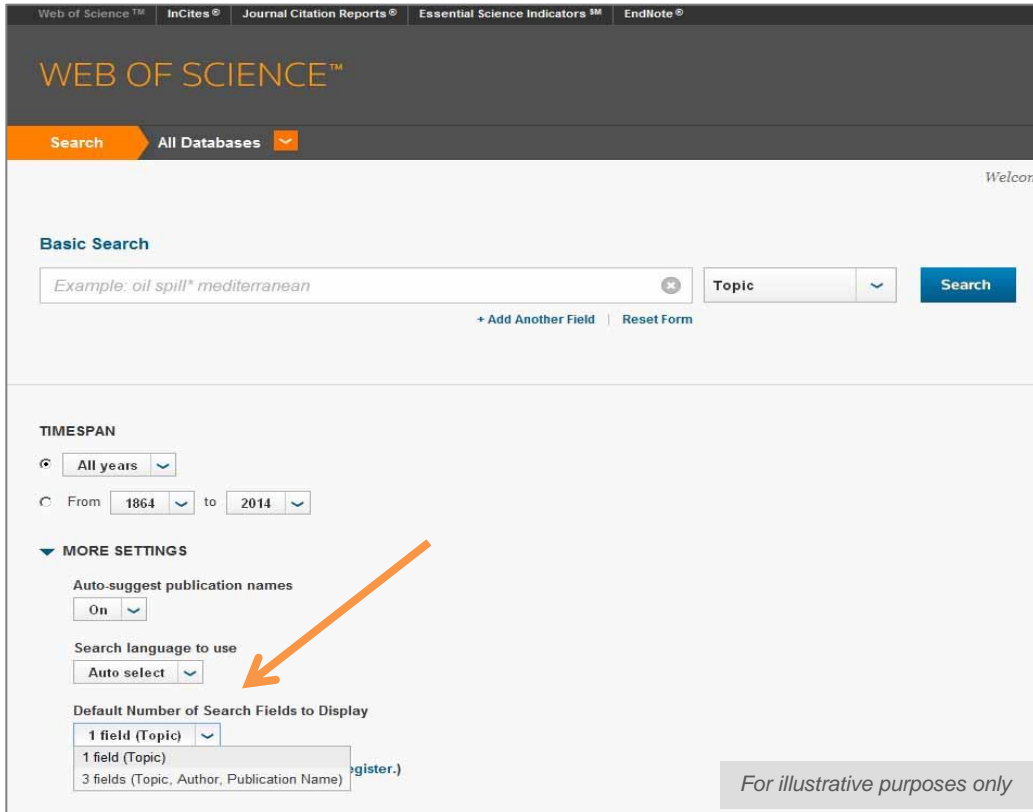 Web of Science™ InCites® Journal Citation Reports® Essential Science Indicators℠ EndNote®
WEB OF SCIENCE™
Search All Databases
Basic Search
Example: oil spill* mediterranean Topic Search
+ Add Another Field | Reset Form
TIMESPAN
All years
From 1864 to 2014
MORE SETTINGS
Auto-suggest publication names
On
Search language to use
Auto select
Default Number of Search Fields to Display
1 field (Topic)
1 field (Topic)
3 fields (Topic, Author, Publication Name)
For illustrative purposes only